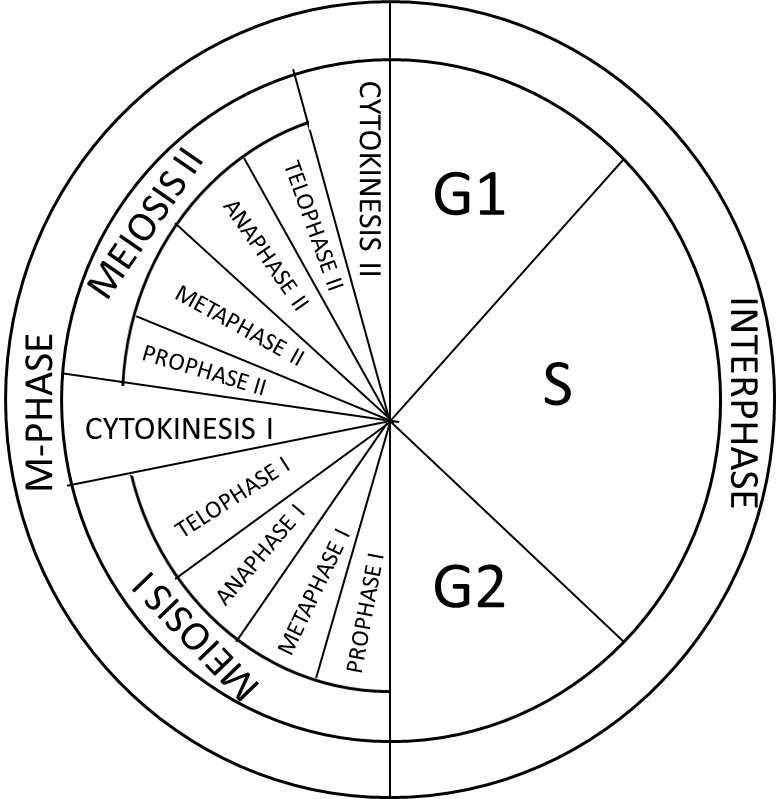 INTERPHASE
G1
S
G2
M-PHASE
MEIOSIS I
PROPHASE I
METAPHASE I
ANAPHASE I
TELOPHASE I
CYTOKINESIS I
MEIOSIS II
PROPHASE II
METAPHASE II
ANAPHASE II
TELOPHASE II
CYTOKINESIS II